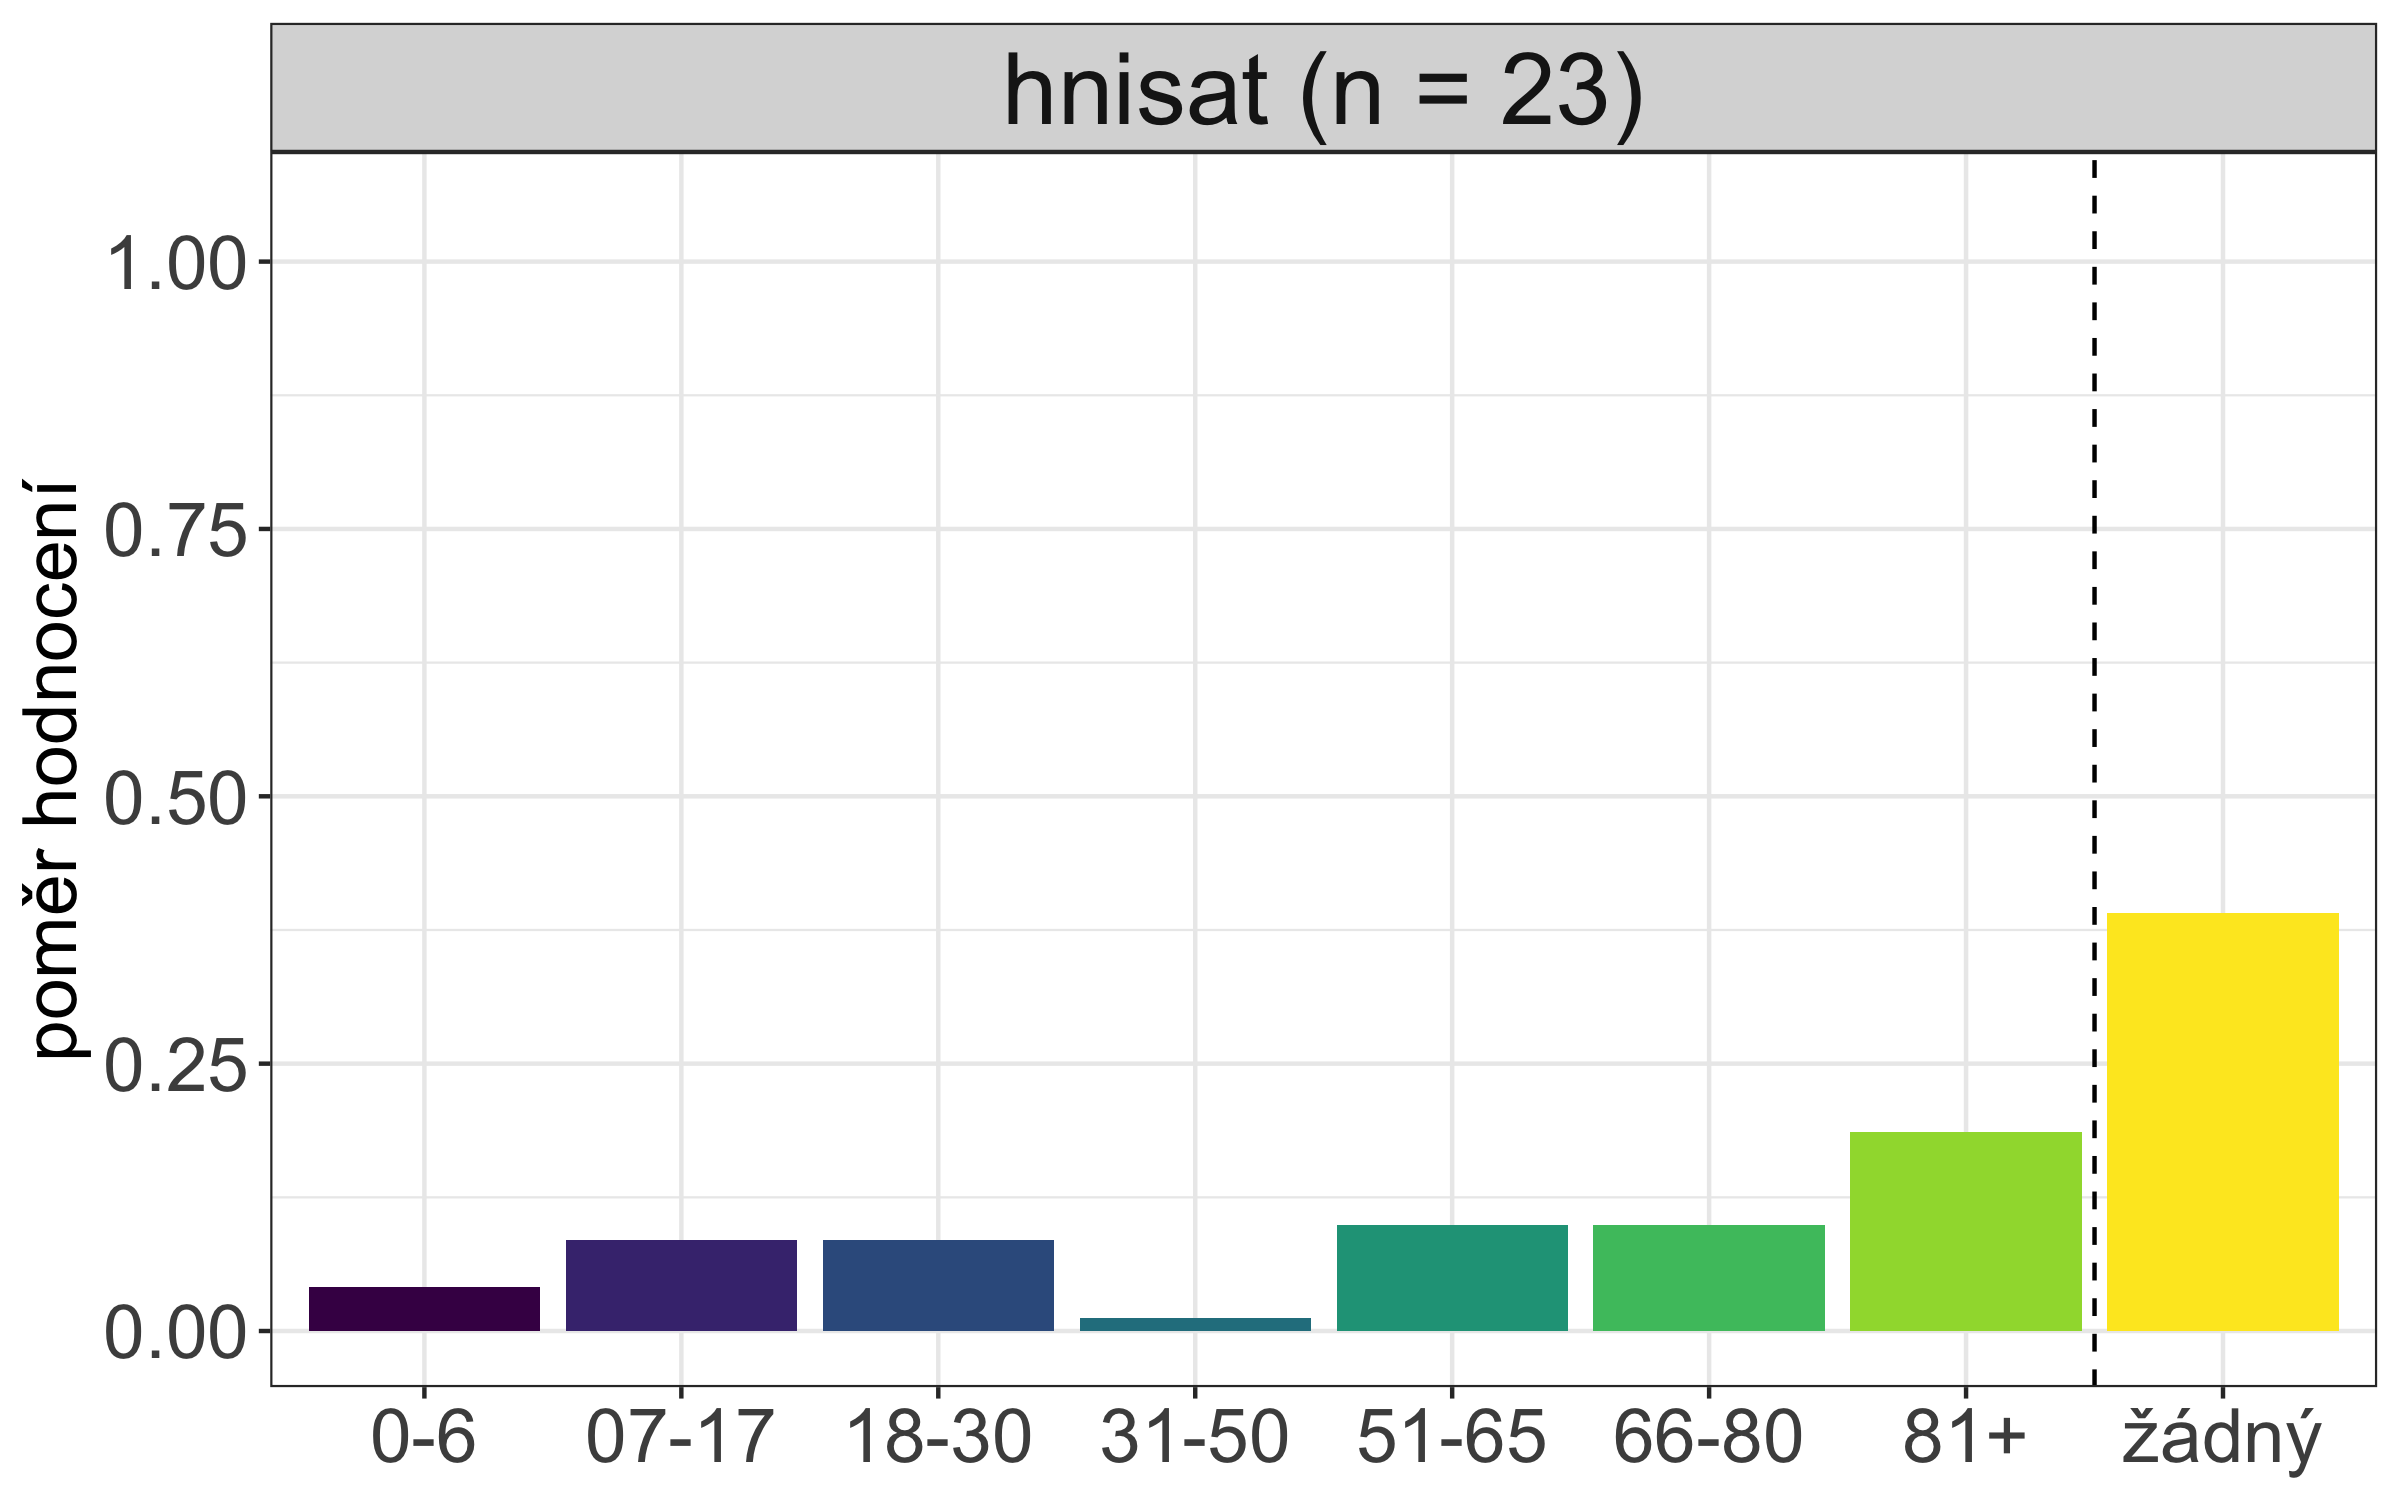 hnisat (n = 23)
poměr hodnocení
1.00
0.75
0.50
0.25
0.00
0-6 07-17 18-30 31-50 51-65 66-80 81+ žádný